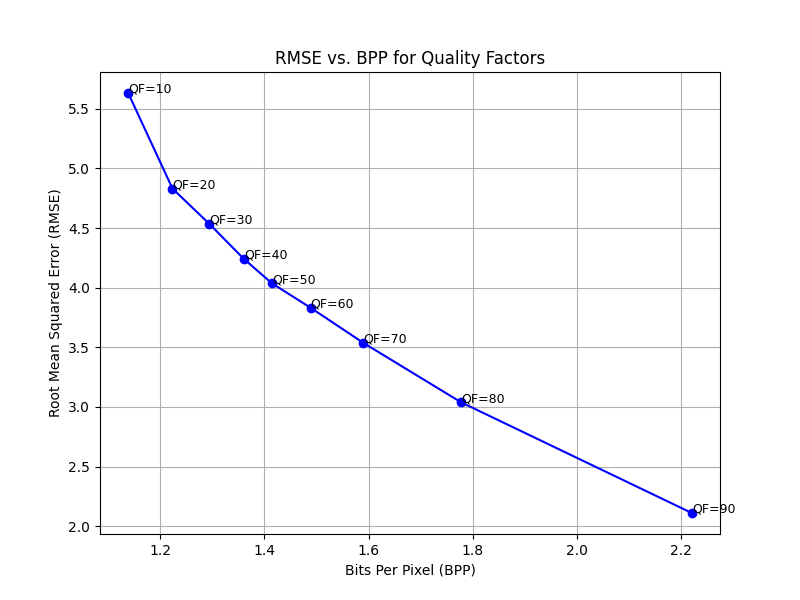 RMSE vs. BPP for Quality Factors
Root Mean Squared Error (RMSE)
5.5
5.0
4.5
4.0
3.5
3.0
2.5
2.0
QF=10
QF=20
QF=30
QF=40
QF=50
QF=60
QF=70
QF=80
QF=90
1.2 1.4 1.6 1.8 2.0 2.2
Bits Per Pixel (BPP)